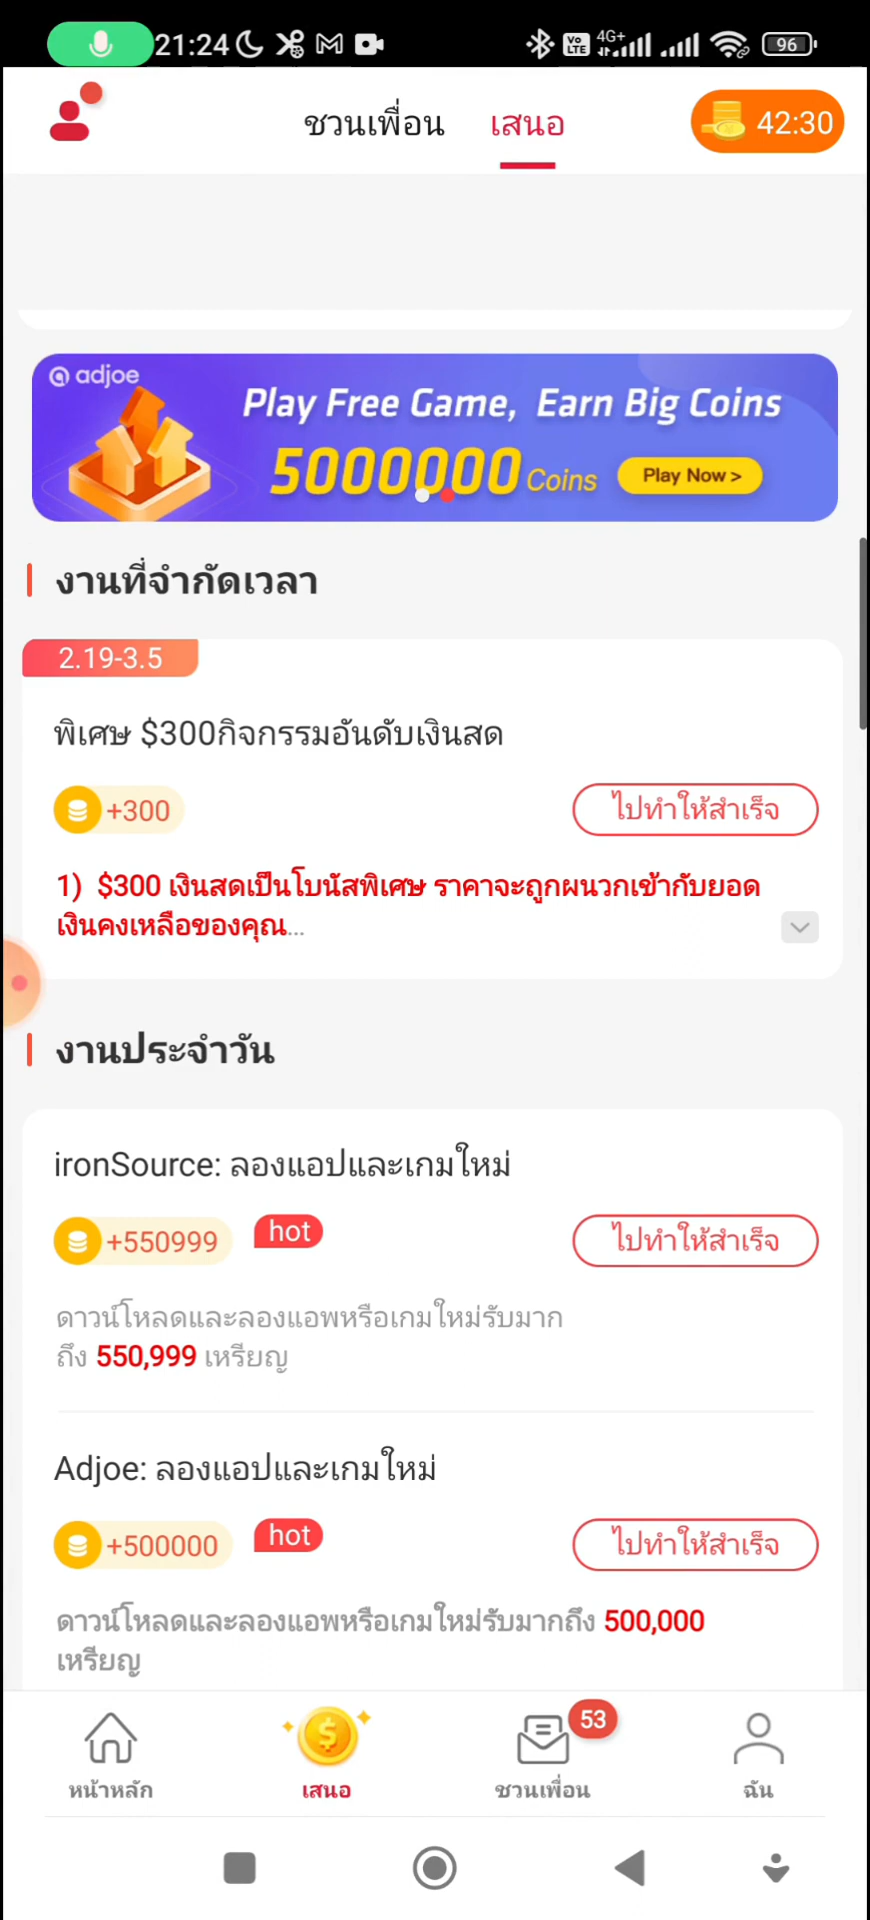 21:24
Vo LTE 4G+ 96
ชวนเพื่อน เสนอ 42:30
adjoe
Play Free Game, Earn Big Coins
5000000 Coins Play Now >
งานที่จำกัดเวลา
2.19-3.5
พิเศษ $300กิจกรรมอันดับเงินสด
+300 ไปทำให้สำเร็จ
1) $300 เงินสดเป็นโบนัสพิเศษ ราคาจะถูกผนวกเข้ากับยอด
เงินคงเหลือของคุณ...
งานประจำวัน
ironSource: ลองแอปและเกมใหม่
+550999 hot ไปทำให้สำเร็จ
ดาวน์โหลดและลองแอพหรือเกมใหม่รับมาก
ถึง 550,999 เหรียญ
Adjoe: ลองแอปและเกมใหม่
+500000 hot ไปทำให้สำเร็จ
ดาวน์โหลดและลองแอพหรือเกมใหม่รับมากถึง 500,000
เหรียญ
53
หน้าหลัก เสนอ ชวนเพื่อน ฉัน